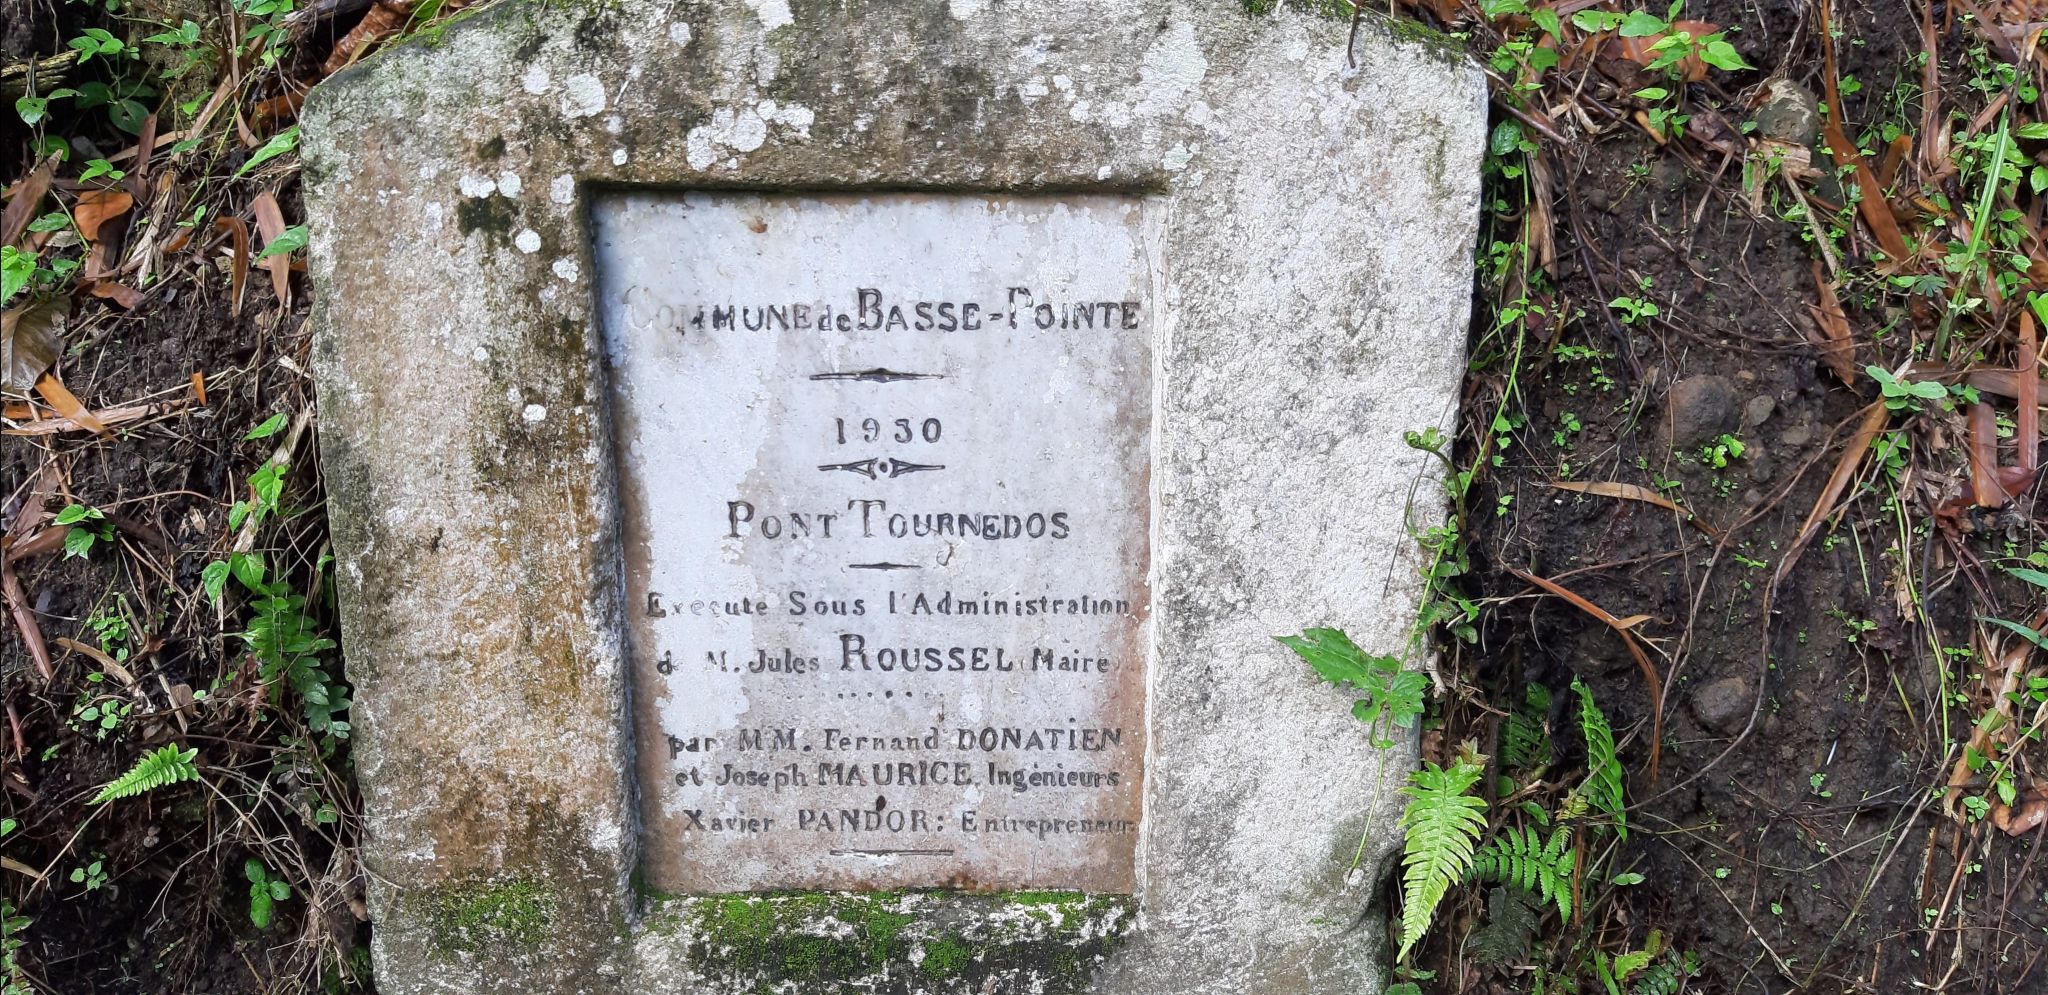 COMMUNE de BASSE-POINTE
1930
PONT TOURNEDOS
Exécute Sous l'Administration
de M. Jules ROUSSEL (Maire)
par MM. Fernand DONATIEN
et Joseph MAURICE Ingénieurs
Xavier PANDOR: Entrepreneur